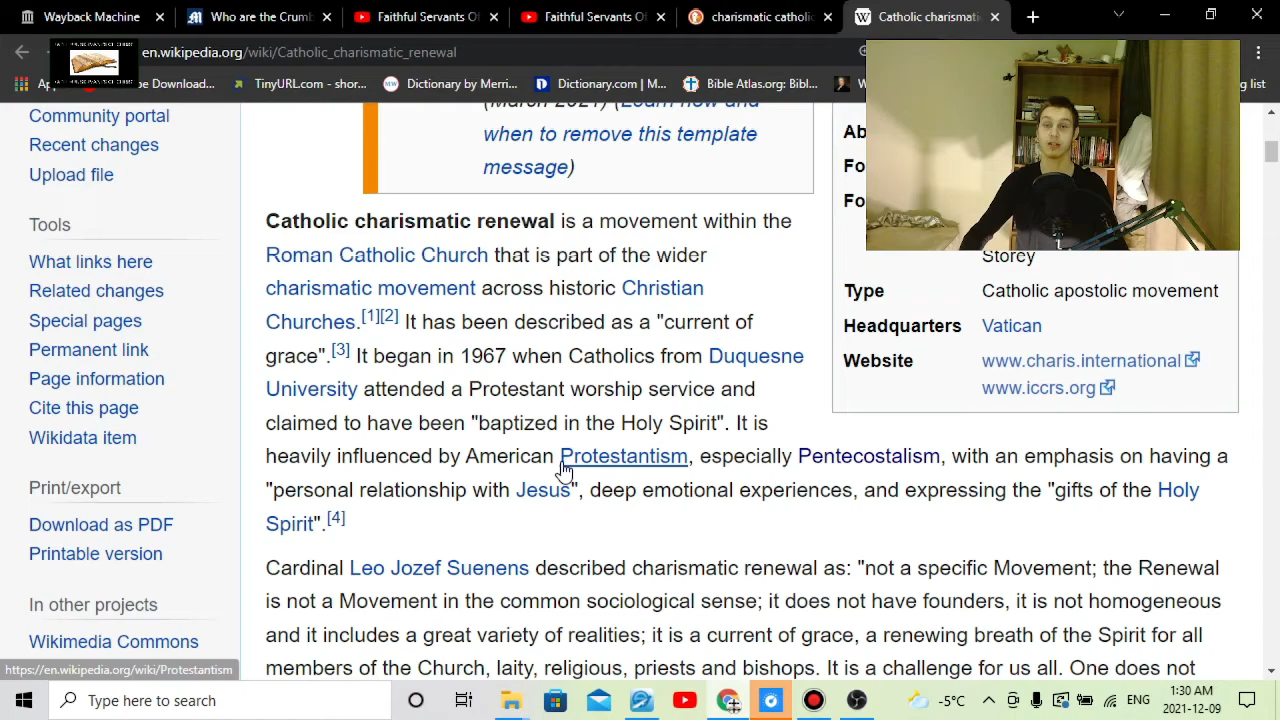 Wayback Machine
Who are the Crumb
Faithful Servants Of
Faithful Servants Of
charismatic catholic
Catholic charismatic
en.wikipedia.org/wiki/Catholic_charismatic_renewal
TinyURL.com - shor...
Dictionary by Merri...
Dictionary.com | M...
Bible Atlas.org: Bibl...
Community portal
Recent changes
Upload file
Tools
What links here
Related changes
Special pages
Permanent link
Page information
Cite this page
Wikidata item
Print/export
Download as PDF
Printable version
In other projects
Wikimedia Commons
https://en.wikipedia.org/wiki/Protestantism
(March 2021) (Learn how and
when to remove this template
message)
Catholic charismatic renewal is a movement within the
Roman Catholic Church that is part of the wider
charismatic movement across historic Christian
Churches.[1][2] It has been described as a "current of
grace".[3] It began in 1967 when Catholics from Duquesne
University attended a Protestant worship service and
claimed to have been "baptized in the Holy Spirit". It is
heavily influenced by American Protestantism, especially Pentecostalism, with an emphasis on having a
"personal relationship with Jesus", deep emotional experiences, and expressing the "gifts of the Holy
Spirit".[4]
Cardinal Leo Jozef Suenens described charismatic renewal as: "not a specific Movement; the Renewal
is not a Movement in the common sociological sense; it does not have founders, it is not homogeneous
and it includes a great variety of realities; it is a current of grace, a renewing breath of the Spirit for all
members of the Church, laity, religious, priests and bishops. It is a challenge for us all. One does not
Ab
Fo
Fo
Storey
Type Catholic apostolic movement
Headquarters Vatican
Website www.charis.international
www.iccrs.org
Type here to search
-5°C
ENG
1:30 AM
2021-12-09